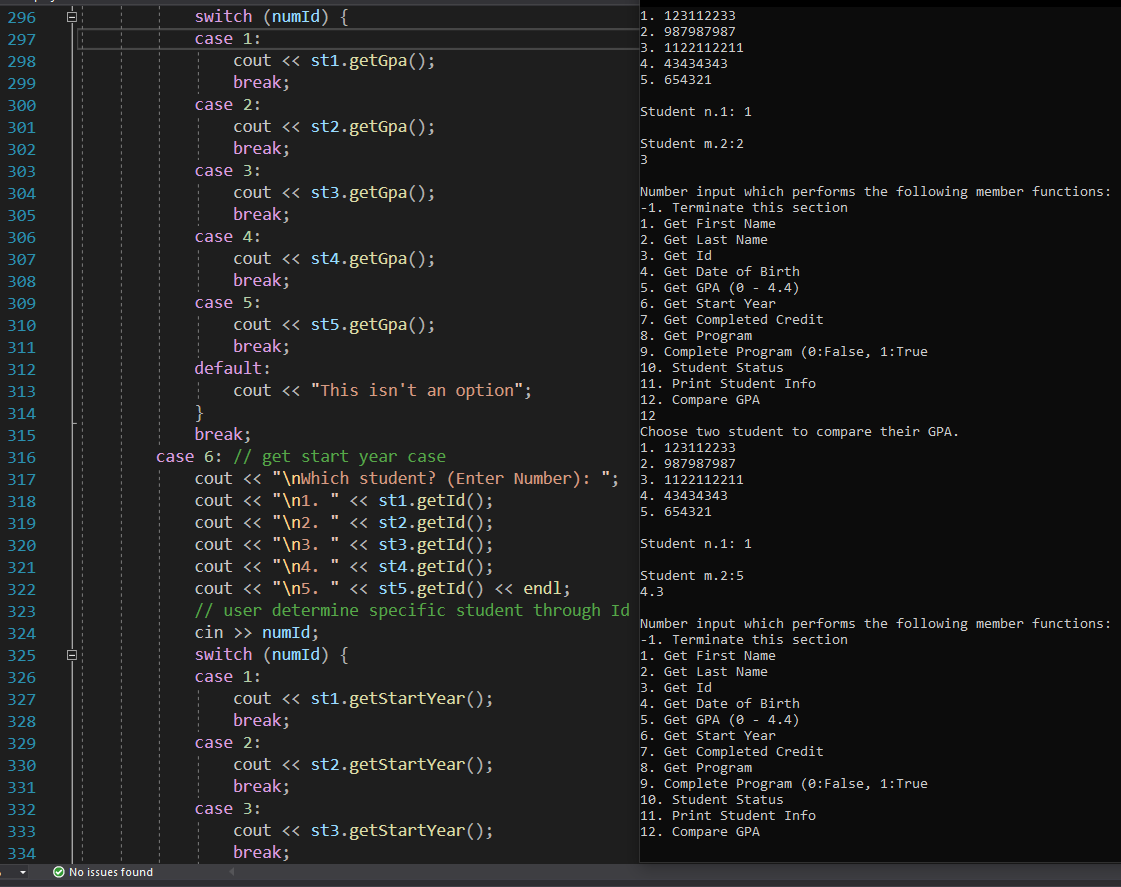 296 switch (numId) {
297 case 1:
298 cout << st1.getGpa();
299 break;
300 case 2:
301 cout << st2.getGpa();
302 break;
303 case 3:
304 cout << st3.getGpa();
305 break;
306 case 4:
307 cout << st4.getGpa();
308 break;
309 case 5:
310 cout << st5.getGpa();
311 break;
312 default:
313 cout << "This isn't an option";
314 }
315 break;
316 case 6: // get start year case
317 cout << "\nWhich student? (Enter Number): ";
318 cout << "\n1. " << st1.getId();
319 cout << "\n2. " << st2.getId();
320 cout << "\n3. " << st3.getId();
321 cout << "\n4. " << st4.getId();
322 cout << "\n5. " << st5.getId() << endl;
323 // user determine specific student through Id
324 cin >> numId;
325 switch (numId) {
326 case 1:
327 cout << st1.getStartYear();
328 break;
329 case 2:
330 cout << st2.getStartYear();
331 break;
332 case 3:
333 cout << st3.getStartYear();
334 break;
No issues found
1. 123112233
2. 987987987
3. 1122112211
4. 43434343
5. 654321
Student n.1: 1
Student m.2:2
3
Number input which performs the following member functions:
-1. Terminate this section
1. Get First Name
2. Get Last Name
3. Get Id
4. Get Date of Birth
5. Get GPA (0 - 4.4)
6. Get Start Year
7. Get Completed Credit
8. Get Program
9. Complete Program (0:False, 1:True
10. Student Status
11. Print Student Info
12. Compare GPA
12
Choose two student to compare their GPA.
1. 123112233
2. 987987987
3. 1122112211
4. 43434343
5. 654321
Student n.1: 1
Student m.2:5
4.3
Number input which performs the following member functions:
-1. Terminate this section
1. Get First Name
2. Get Last Name
3. Get Id
4. Get Date of Birth
5. Get GPA (0 - 4.4)
6. Get Start Year
7. Get Completed Credit
8. Get Program
9. Complete Program (0:False, 1:True
10. Student Status
11. Print Student Info
12. Compare GPA